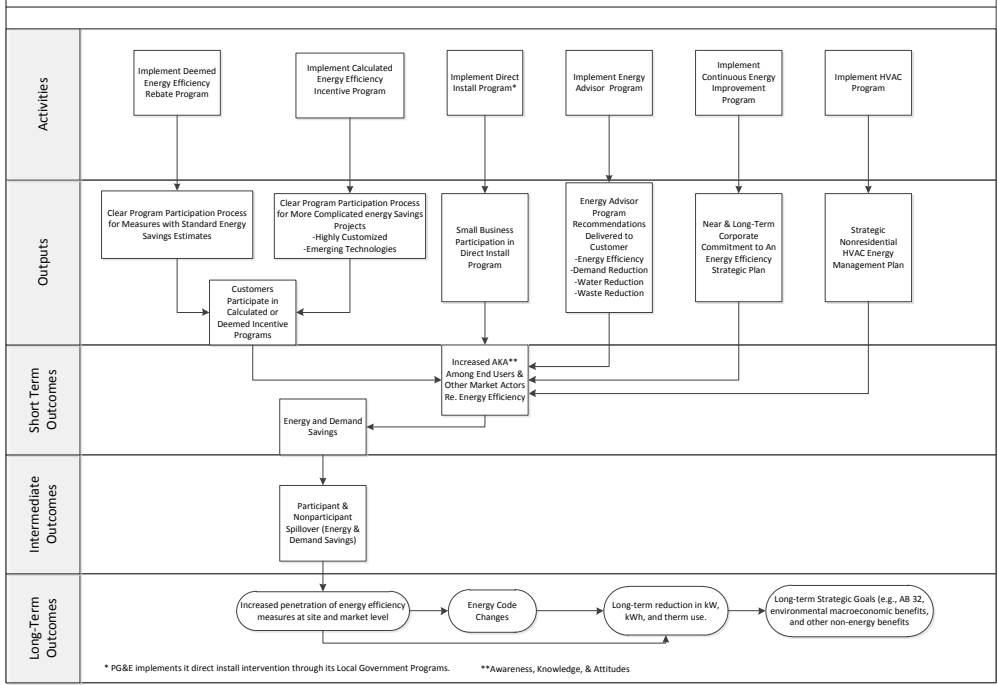 Activities
Implement Deemed
Energy Efficiency
Rebate Program
Implement Calculated
Energy Efficiency
Incentive Program
Implement Direct
Install Program*
Implement Energy
Advisor Program
Implement
Continuous Energy
Improvement
Program
Implement HVAC
Program
Outputs
Clear Program Participation Process
for Measures with Standard Energy
Savings Estimates
Clear Program Participation Process
for More Complicated energy Savings
Projects
-Highly Customized
-Emerging Technologies
Small Business
Participation in
Direct Install
Program
Energy Advisor
Program
Recommendations
Delivered to
Customer
-Energy Efficiency
-Demand Reduction
-Water Reduction
-Waste Reduction
Near & Long-Term
Corporate
Commitment to An
Energy Efficiency
Strategic Plan
Strategic
Nonresidential
HVAC Energy
Management Plan
Customers
Participate in
Calculated or
Deemed Incentive
Programs
Short Term
Outcomes
Increased AKA**
Among End Users &
Other Market Actors
Re. Energy Efficiency
Energy and Demand
Savings
Intermediate
Outcomes
Participant &
Nonparticipant
Spillover (Energy &
Demand Savings)
Long-Term
Outcomes
Increased penetration of energy efficiency
measures at site and market level
Energy Code
Changes
Long-term reduction in kW,
kWh, and therm use.
Long-term Strategic Goals (e.g., AB 32,
environmental macroeconomic benefits,
and other non-energy benefits
* PG&E implements it direct install intervention through its Local Government Programs.
**Awareness, Knowledge, & Attitudes